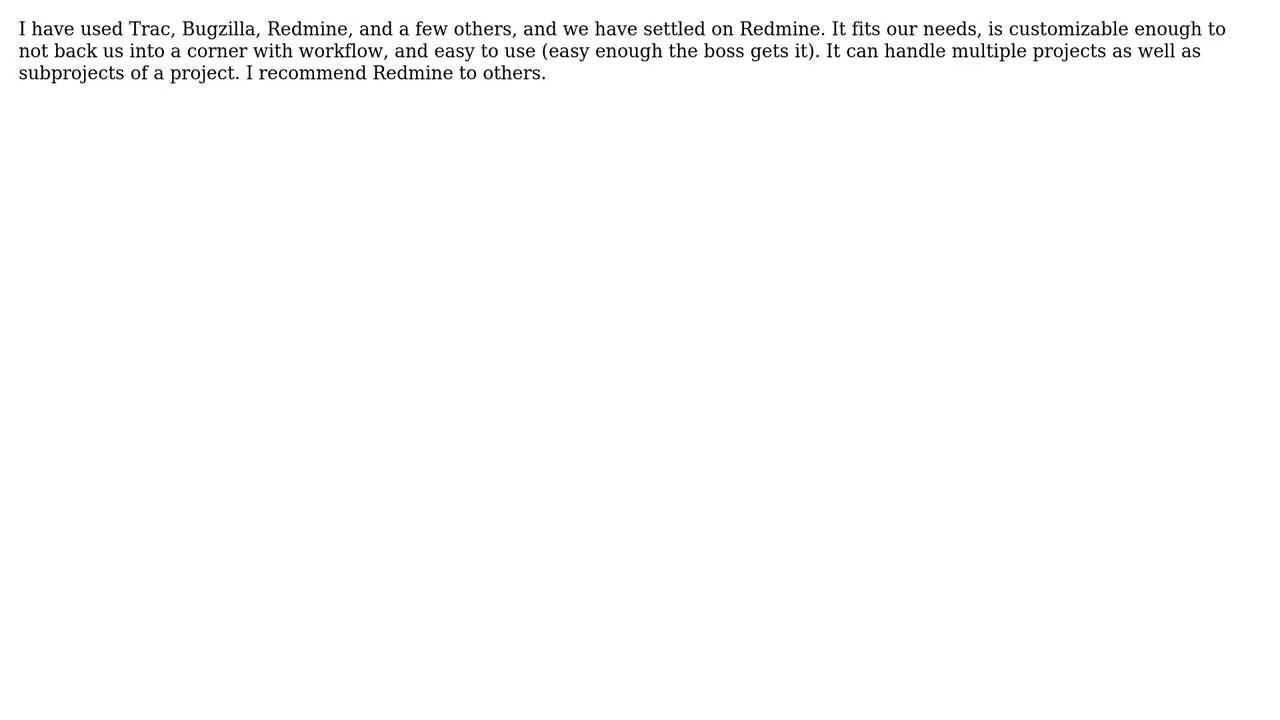 I have used Trac, Bugzilla, Redmine, and a few others, and we have settled on Redmine. It fits our needs, is customizable enough to
not back us into a corner with workflow, and easy to use (easy enough the boss gets it). It can handle multiple projects as well as
subprojects of a project. I recommend Redmine to others.